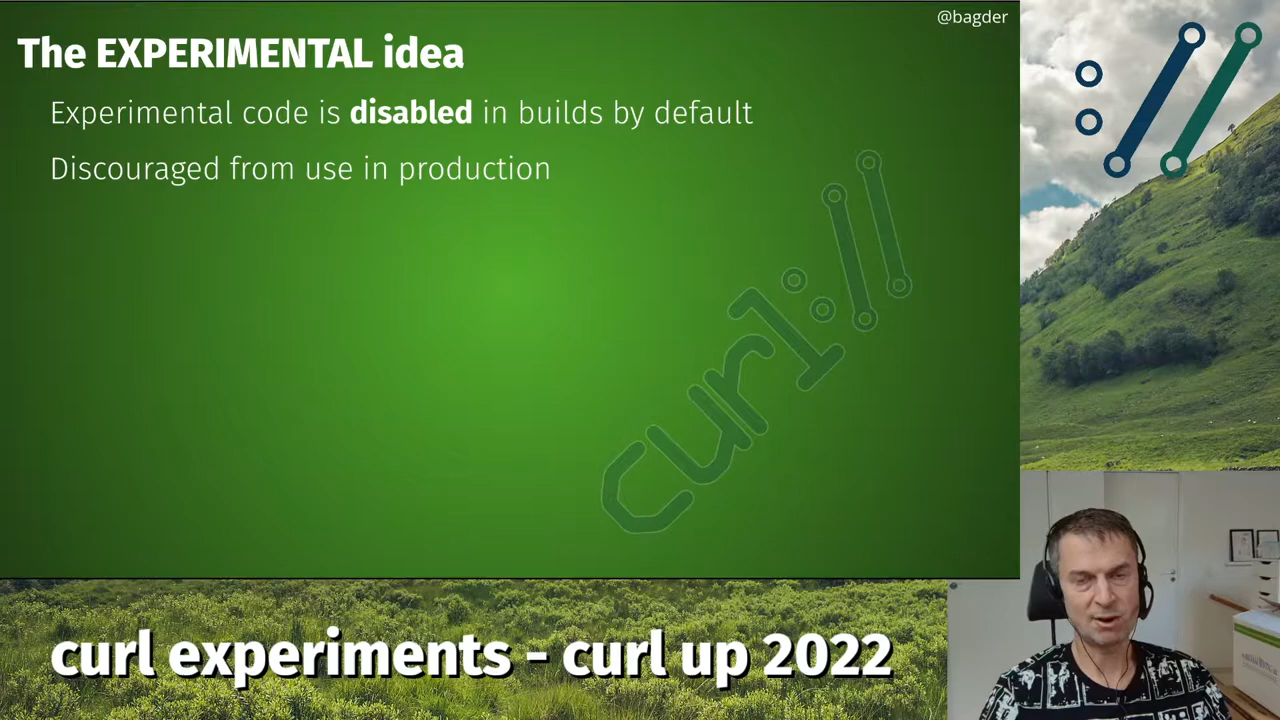 @bagder
The EXPERIMENTAL idea
Experimental code is disabled in builds by default
Discouraged from use in production
curl://
curl experiments - curl up 2022